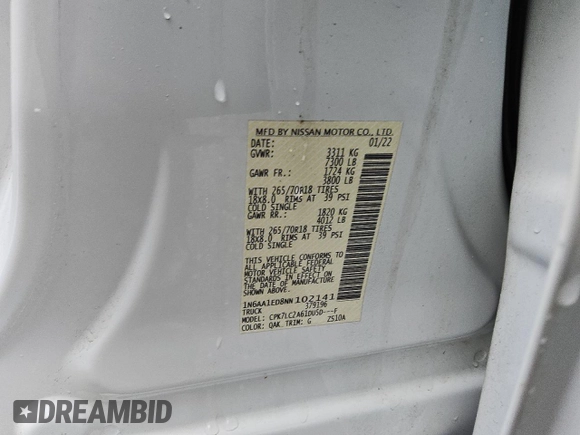 MFD BY NISSAN MOTOR CO., LTD.
DATE: 01/22
GVWR: 3311 KG
7300 LB
GAWR FR.: 1724 KG
3800 LB
WITH 265/70R18 TIRES
18X8.0 RIMS AT 39 PSI
COLD SINGLE
GAWR RR.: 1820 KG
4012 LB
WITH 265/70R18 TIRES
18X8.0 RIMS AT 39 PSI
COLD SINGLE
THIS VEHICLE CONFORMS TO
ALL APPLICABLE FEDERAL
MOTOR VEHICLE SAFETY
STANDARDS IN EFFECT ON
THE DATE OF MANUFACTURE
SHOWN ABOVE.
1N6AA1ED8NN102141
TRUCK 379196
MODEL: CPK7LC2A61DU5D----F
COLOR: QAK TRIM: G ZS10A
DREAMBID